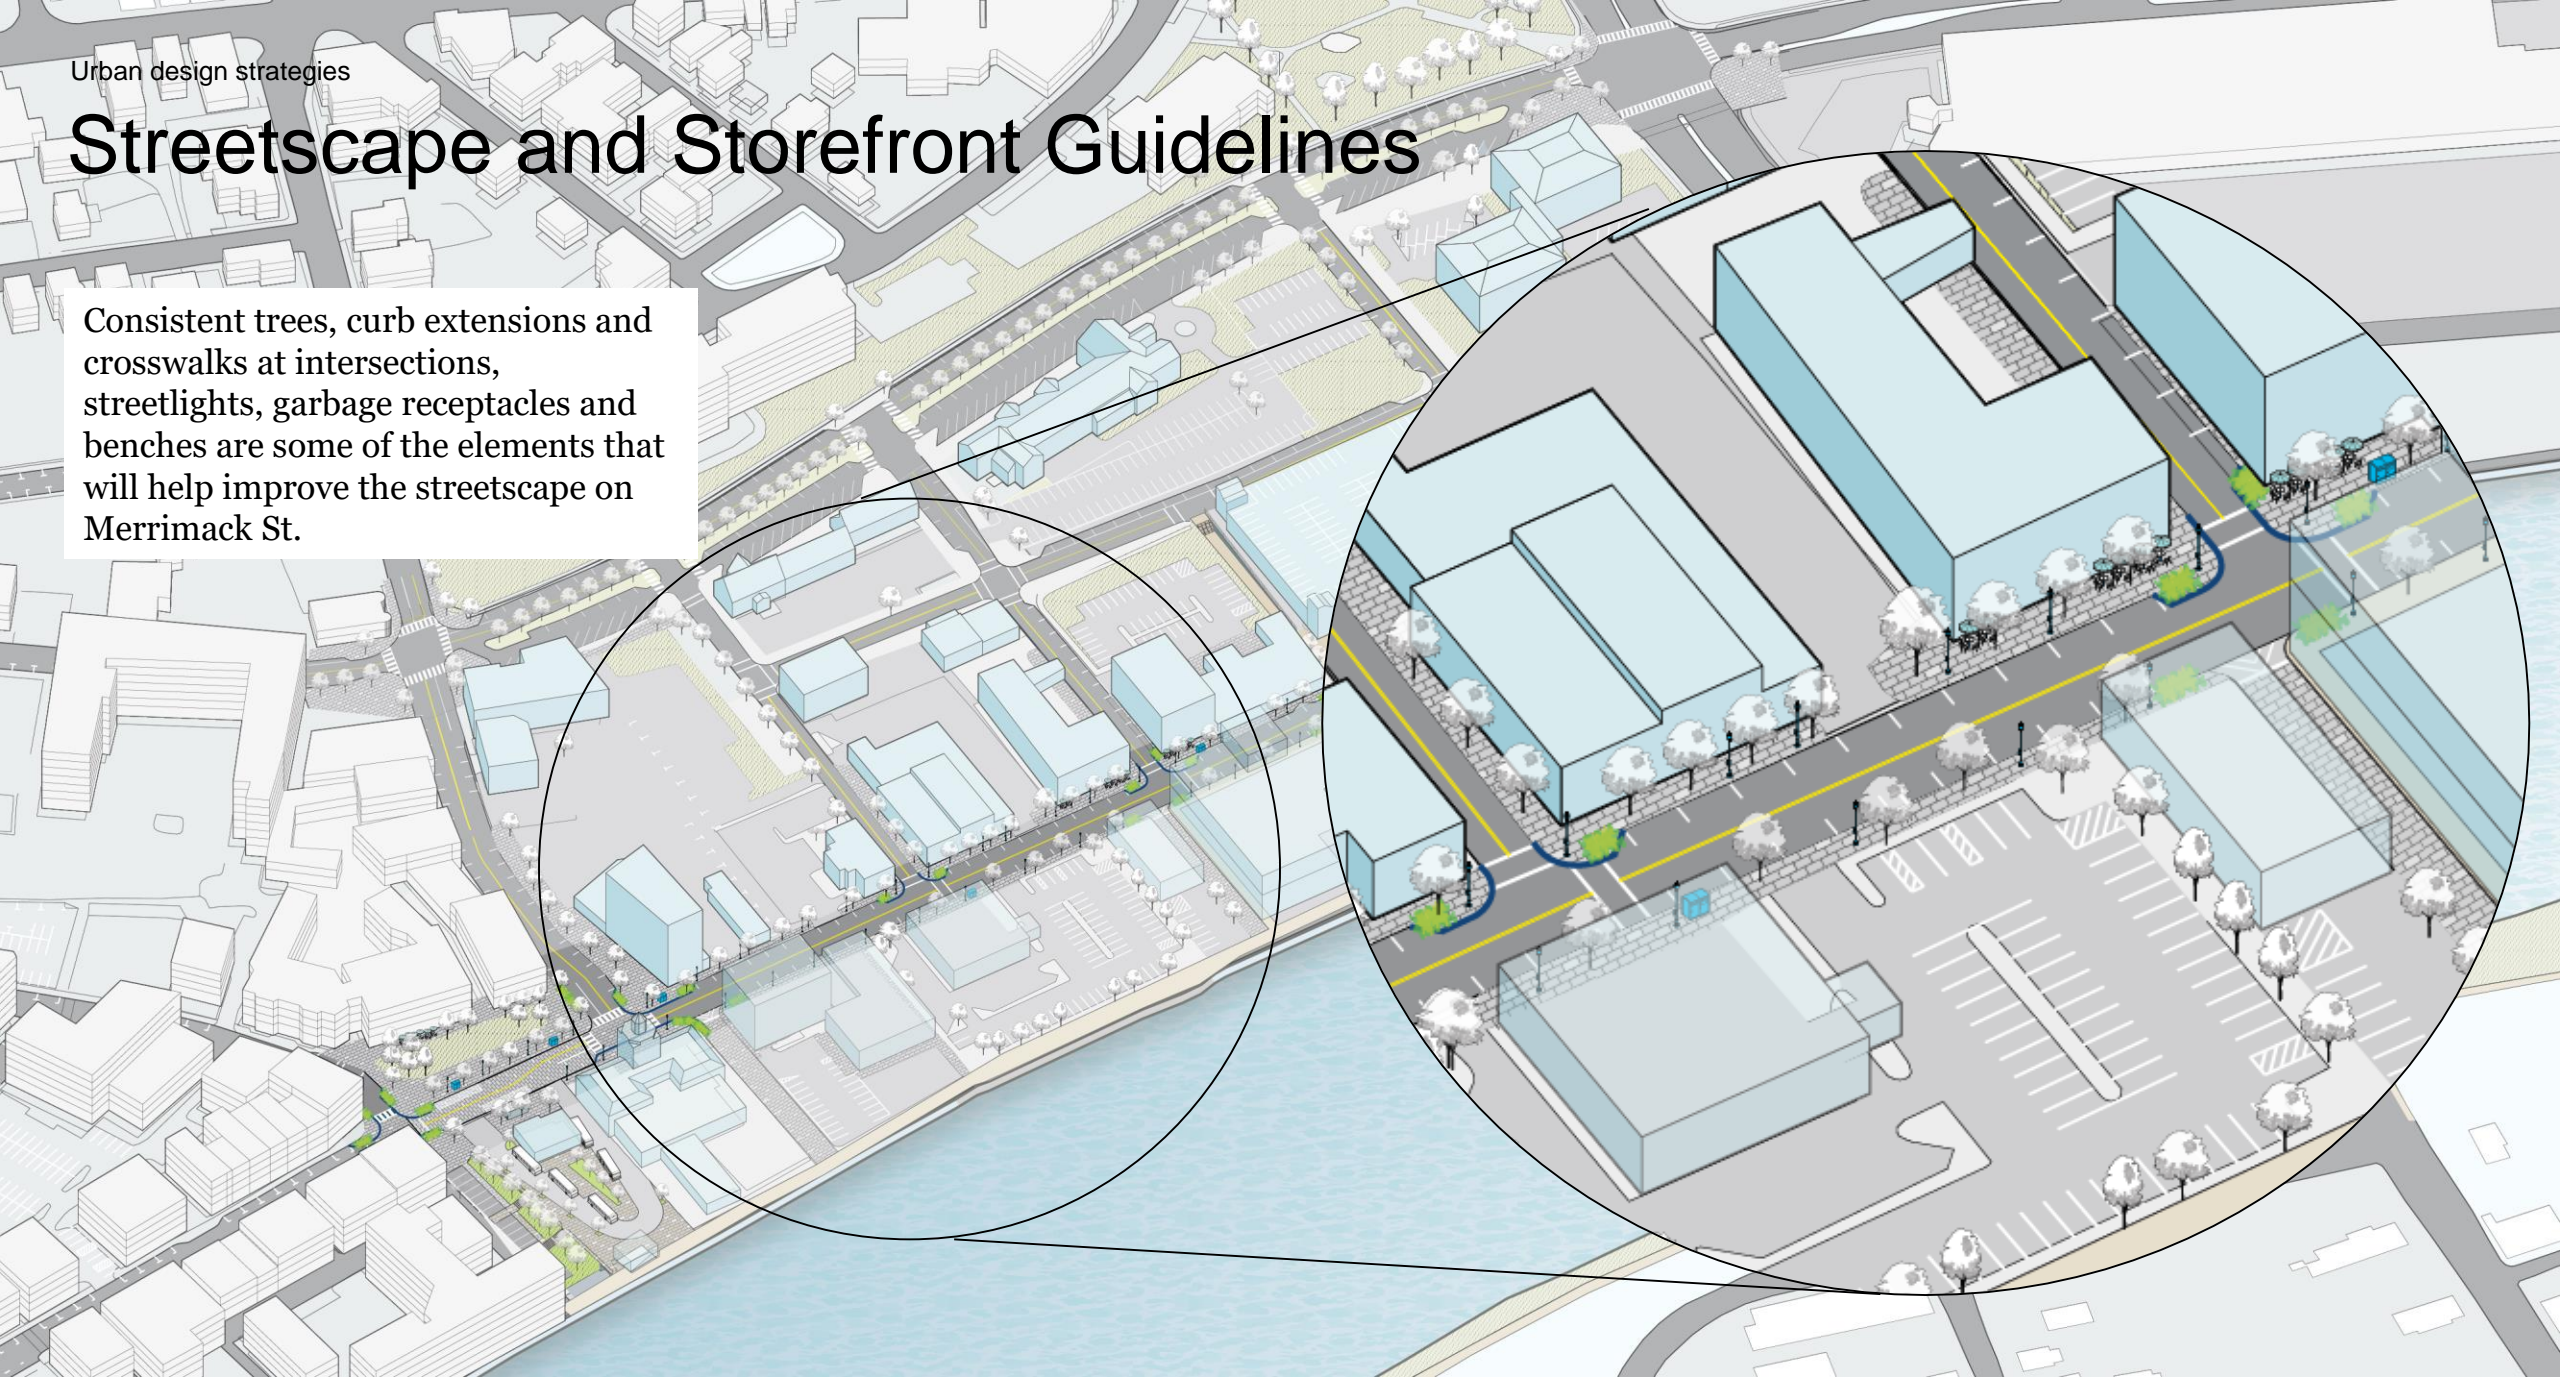 Urban design strategies
Streetscape and Storefront Guidelines
Consistent trees, curb extensions and
crosswalks at intersections,
streetlights, garbage receptacles and
benches are some of the elements that
will help improve the streetscape on
Merrimack St.